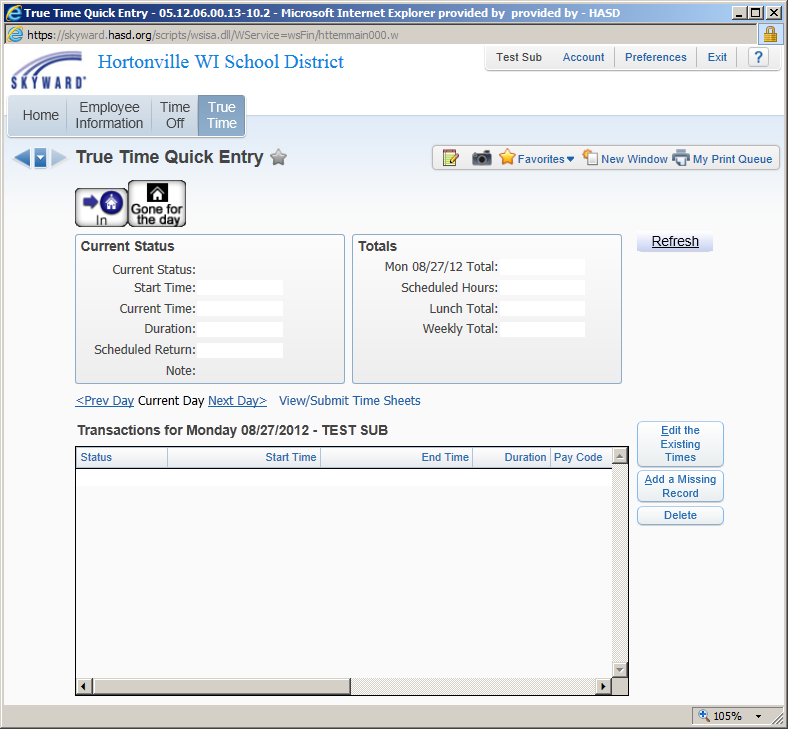 True Time Quick Entry - 05.12.06.00.13-10.2 - Microsoft Internet Explorer provided by  provided by - HASD
https://skyward.hasd.org/scripts/wsisa.dll/WService=wsFin/httemmain000.w
SKYWARD®
Hortonville WI School District
Test Sub Account Preferences Exit ?
Home
Employee Information
Time Off
True Time
True Time Quick Entry
Favorites New Window My Print Queue
In
Gone for the day
Current Status
Current Status:
Start Time:
Current Time:
Duration:
Scheduled Return:
Note:
Totals
Mon 08/27/12 Total:
Scheduled Hours:
Lunch Total:
Weekly Total:
Refresh
<Prev Day Current Day Next Day> View/Submit Time Sheets
Transactions for Monday 08/27/2012 - TEST SUB
Status Start Time End Time Duration Pay Code
Edit the
Existing
Times
Add a Missing
Record
Delete
105%